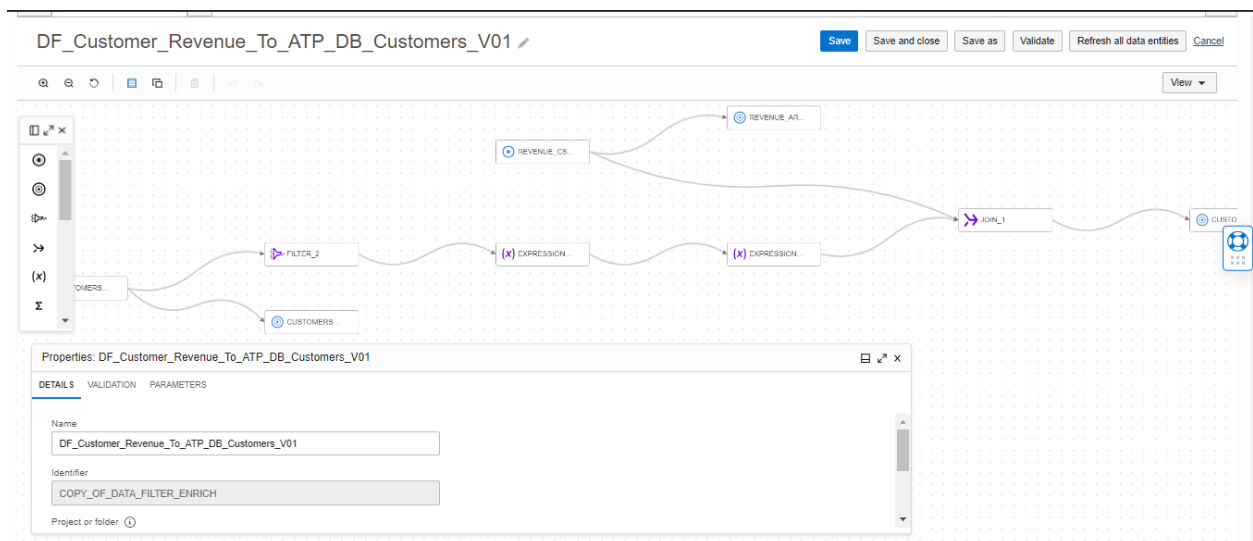 DF_Customer_Revenue_To_ATP_DB_Customers_V01
Save Save and close Save as Validate Refresh all data entities Cancel
View
REVENUE_AR...
REVENUE_CS...
JOIN_1
CUSTO
FILTER_2
(x) EXPRESSION...
(x) EXPRESSION...
(x)
OMERS...
Σ
CUSTOMERS...
Properties: DF_Customer_Revenue_To_ATP_DB_Customers_V01
DETAILS VALIDATION PARAMETERS
Name
DF_Customer_Revenue_To_ATP_DB_Customers_V01
Identifier
COPY_OF_DATA_FILTER_ENRICH
Project or folder